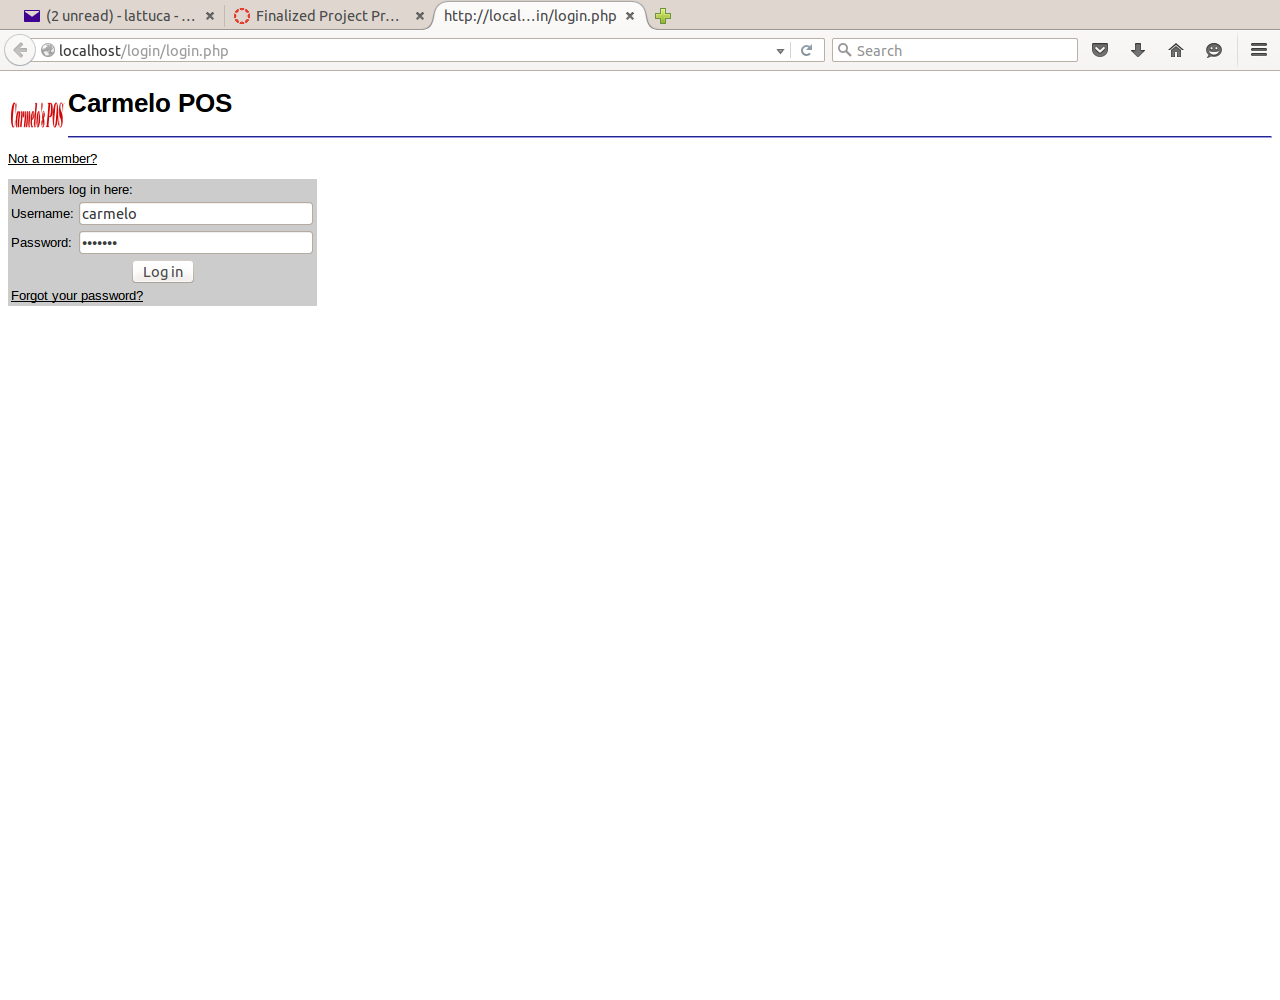 (2 unread) - lattuca - ...
Finalized Project Pr...
http://local...in/login.php
localhost/login/login.php
Search
Carmelo's POS
Carmelo POS
Not a member?
Members log in here:
Username: carmelo
Password: •••••••
Log in
Forgot your password?